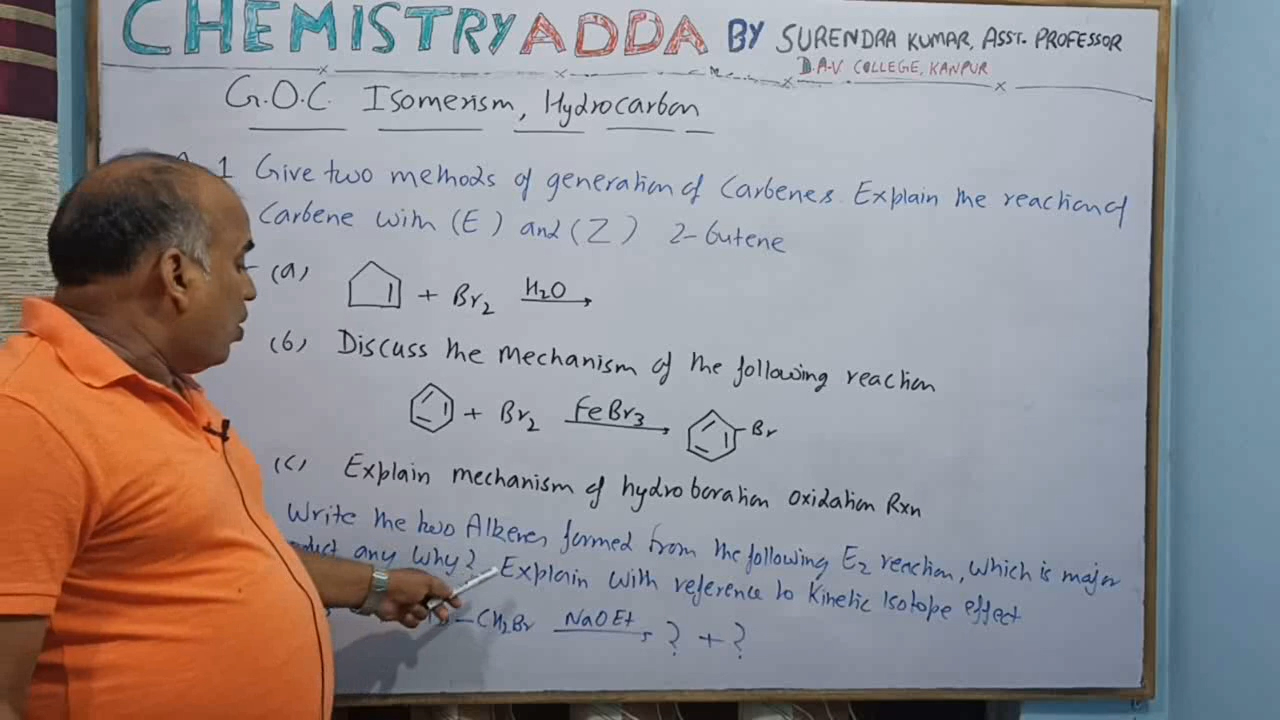 CHEMISTRY ADDA BY SURENDRA KUMAR, ASST. PROFESSOR
D.A.V COLLEGE, KANPUR
G.O.C. Isomerism, Hydrocarbon
1 Give two methods of generation of Carbenes. Explain the reaction of
Carbene with (E) and (Z) 2-butene
(a) + Br2 H2O
(b) Discuss the mechanism of the following reaction
+ Br2 FeBr3 Br
(c) Explain mechanism of hydroboration oxidation Rxn
Write the two Alkenes formed from the following E2 reaction, which is major
any why? Explain with reference to Kinetic Isotope effect
-CH2Br NaOEt ? + ?